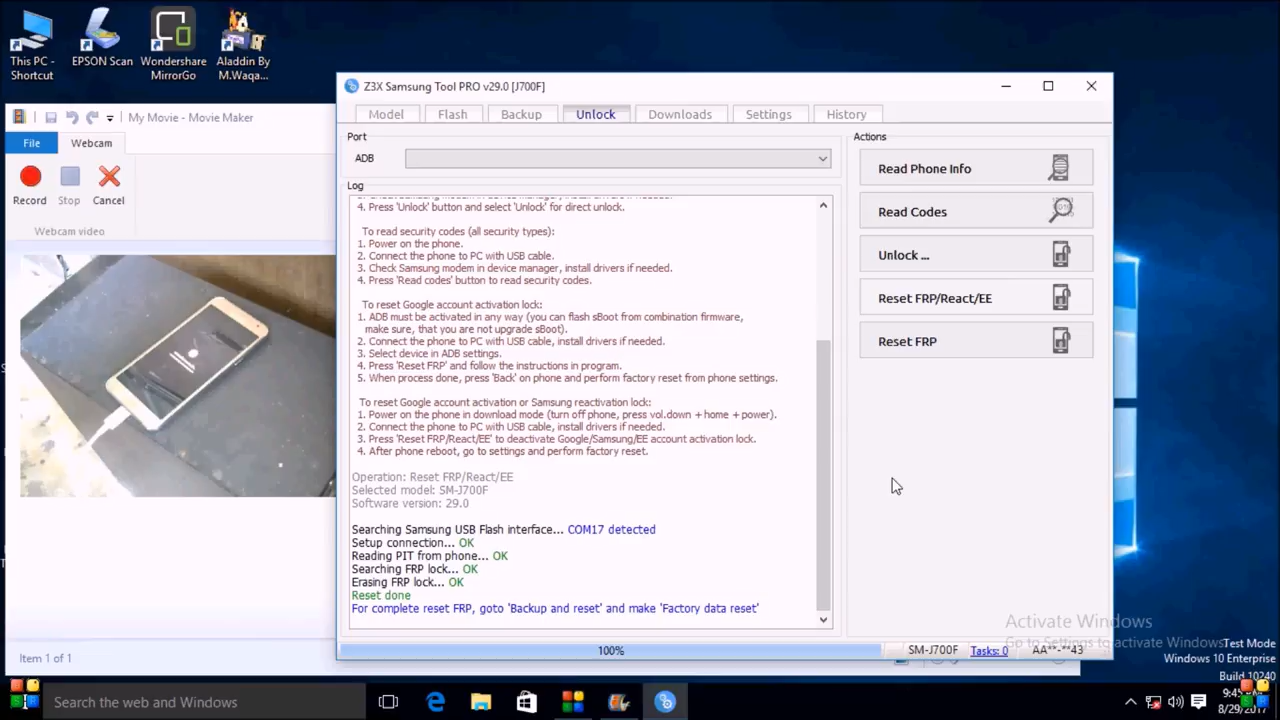 This PC -
Shortcut
EPSON Scan
Wondershare
MirrorGo
Aladdin By
M.Waqa...
My Movie - Movie Maker
File
Webcam
Record
Stop
Cancel
Webcam video
Item 1 of 1
Z3X Samsung Tool PRO v29.0 [J700F]
Model
Flash
Backup
Unlock
Downloads
Settings
History
Port
ADB
Log
4. Press 'Unlock' button and select 'Unlock' for direct unlock.
To read security codes (all security types):
1. Power on the phone.
2. Connect the phone to PC with USB cable.
3. Check Samsung modem in device manager, install drivers if needed.
4. Press 'Read codes' button to read security codes.
To reset Google account activation lock:
1. ADB must be activated in any way (you can flash sBoot from combination firmware,
make sure, that you are not upgrade sBoot).
2. Connect the phone to PC with USB cable, install drivers if needed.
3. Select device in ADB settings.
4. Press 'Reset FRP' and follow the instructions in program.
5. When process done, press 'Back' on phone and perform factory reset from phone settings.
To reset Google account activation or Samsung reactivation lock:
1. Power on the phone in download mode (turn off phone, press vol.down + home + power).
2. Connect the phone to PC with USB cable, install drivers if needed.
3. Press 'Reset FRP/React/EE' to deactivate Google/Samsung/EE account activation lock.
4. After phone reboot, go to settings and perform factory reset.
Operation: Reset FRP/React/EE
Selected model: SM-J700F
Software version: 29.0
Searching Samsung USB Flash interface... COM17 detected
Setup connection... OK
Reading PIT from phone... OK
Searching FRP lock... OK
Erasing FRP lock... OK
Reset done
For complete reset FRP, goto 'Backup and reset' and make 'Factory data reset'
Actions
Read Phone Info
Read Codes
Unlock ...
Reset FRP/React/EE
Reset FRP
100%
SM-J700F
Tasks: 0
AA**-**43
Activate Windows
Go to Settings to activate Windows.
Test Mode
Windows 10 Enterprise
Build 10240
Search the web and Windows
8/29/2017